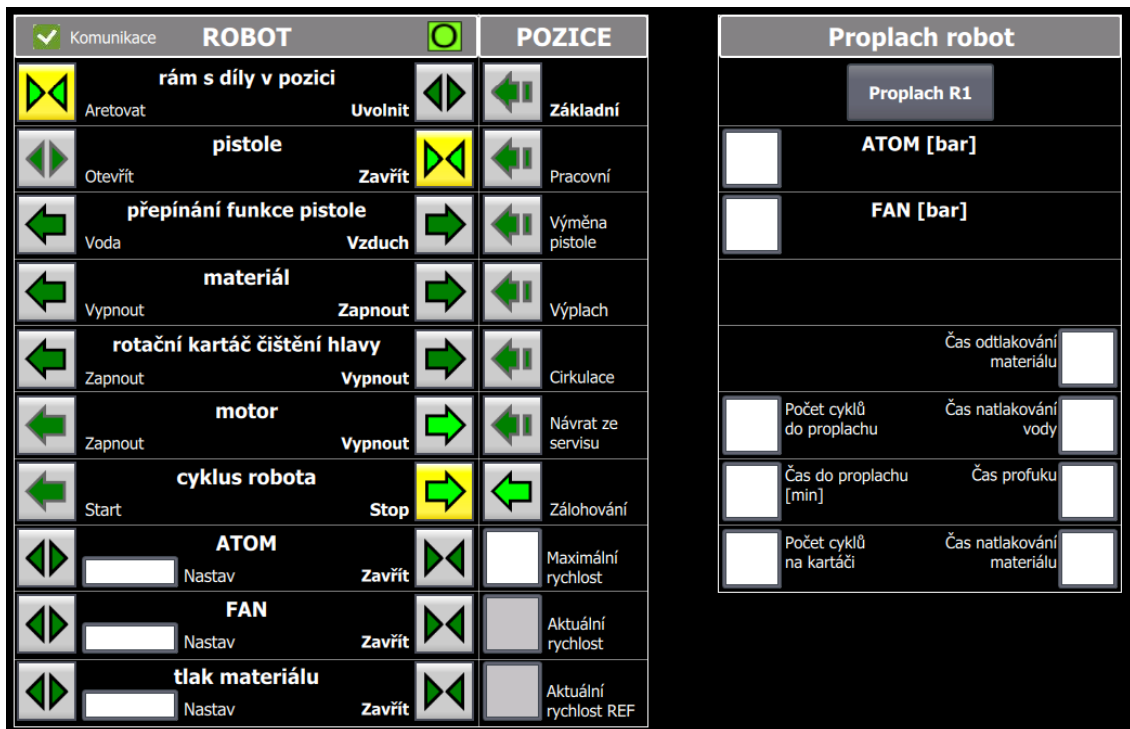 Komunikace ROBOT
POZICE
rám s díly v pozici
Aretovat Uvolnit
Základní
pistole
Otevřít Zavřít
Pracovní
přepínání funkce pistole
Voda Vzduch
Výměna
pistole
materiál
Vypnout Zapnout
Výplach
rotační kartáč čištění hlavy
Zapnout Vypnout
Cirkulace
motor
Zapnout Vypnout
Návrat ze
servisu
cyklus robota
Start Stop
Zálohování
ATOM
Nastav Zavřít
Maximální
rychlost
FAN
Nastav Zavřít
Aktuální
rychlost
tlak materiálu
Nastav Zavřít
Aktuální
rychlost REF
Proplach robot
Proplach R1
ATOM [bar]
FAN [bar]
Čas odtlakování
materiálu
Počet cyklů
do proplachu
Čas natlakování
vody
Čas do proplachu
[min]
Čas profuku
Počet cyklů
na kartáči
Čas natlakování
materiálu